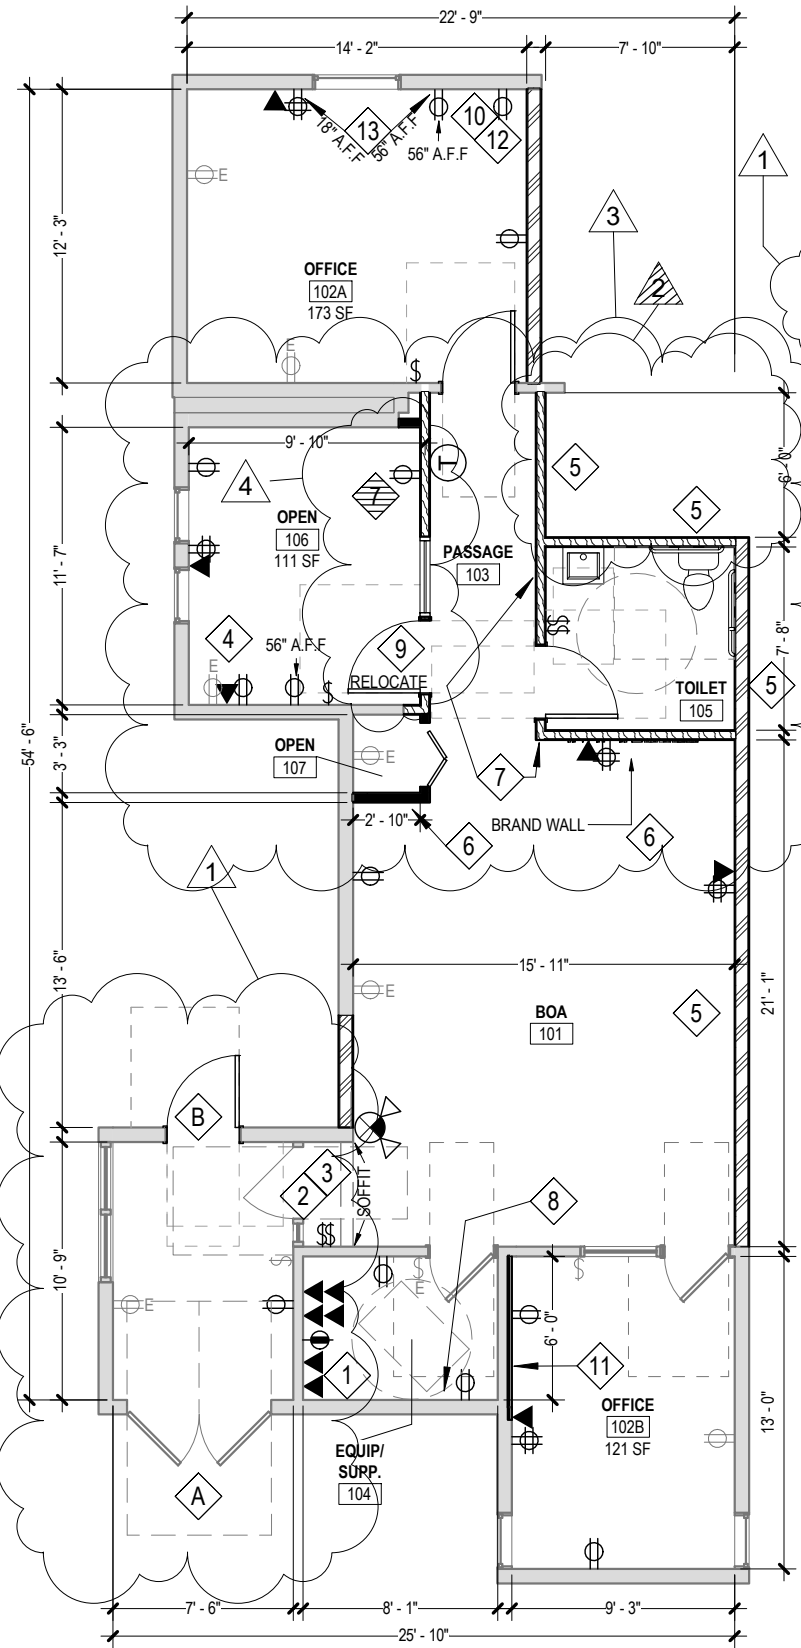 22' - 9"
14' - 2"
7' - 10"
10
13
12
18" A.F.F
56" A.F.F
56" A.F.F
1
E
3
12' - 3"
OFFICE
102A
173 SF
2
E
$
9' - 10"
T
5
6' - 0"
4
7
5
OPEN
106
111 SF
PASSAGE
103
11' - 7"
4
9
$$
7' - 8"
56" A.F.F
E
$
RELOCATE
TOILET
105
5
54' - 6"
3' - 3"
OPEN
107
E
7
2' - 10"
BRAND WALL
6
6
1
15' - 11"
13' - 6"
E
BOA
101
5
21' - 1"
B
3
2
SOFFIT
8
$$
$
$
E
$
10' - 9"
E
6' - 0"
1
11
OFFICE
102B
121 SF
13' - 0"
EQUIP/
SUPP.
104
A
7' - 6"
8' - 1"
9' - 3"
25' - 10"